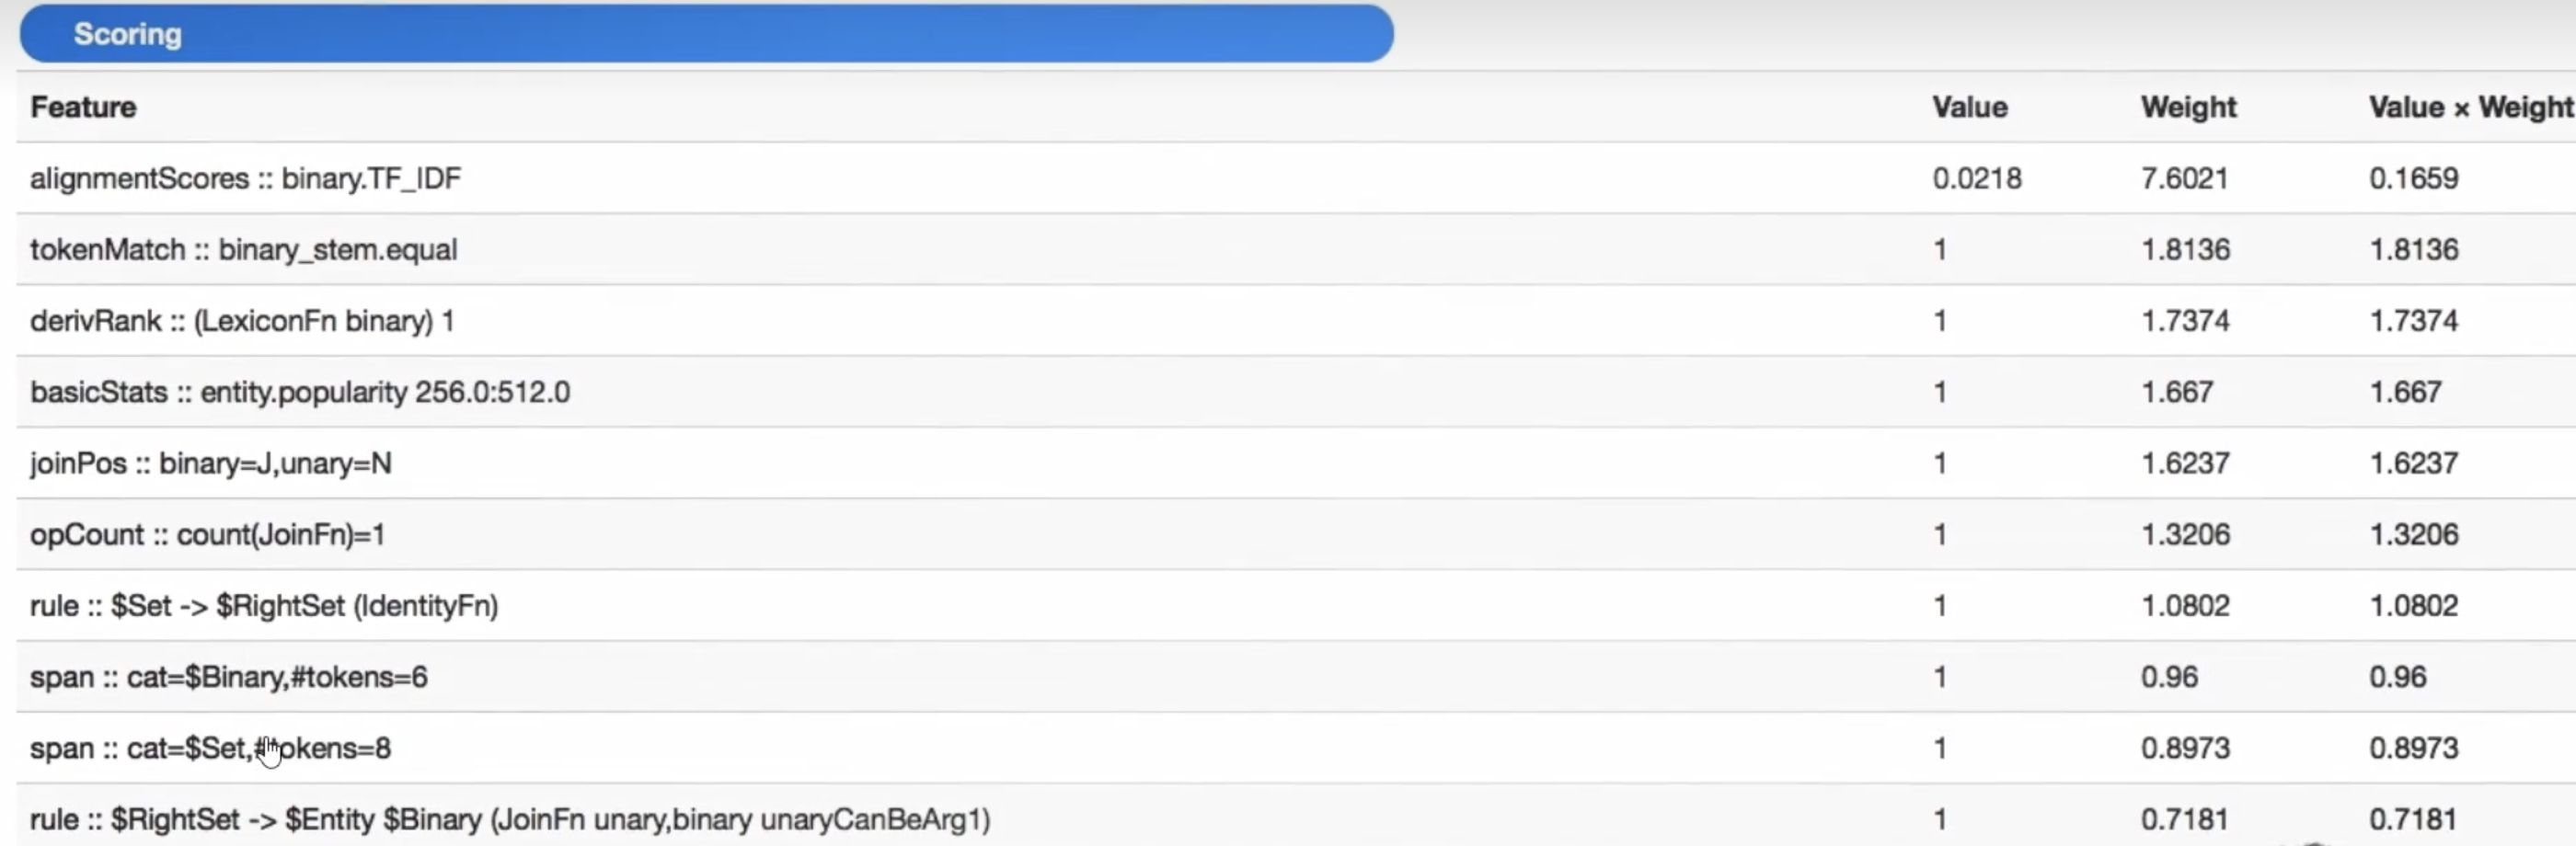 Scoring
Feature Value Weight Value × Weight
alignmentScores :: binary.TF_IDF 0.0218 7.6021 0.1659
tokenMatch :: binary_stem.equal 1 1.8136 1.8136
derivRank :: (LexiconFn binary) 1 1 1.7374 1.7374
basicStats :: entity.popularity 256.0:512.0 1 1.667 1.667
joinPos :: binary=J,unary=N 1 1.6237 1.6237
opCount :: count(JoinFn)=1 1 1.3206 1.3206
rule :: $Set -> $RightSet (IdentityFn) 1 1.0802 1.0802
span :: cat=$Binary,#tokens=6 1 0.96 0.96
span :: cat=$Set,#tokens=8 1 0.8973 0.8973
rule :: $RightSet -> $Entity $Binary (JoinFn unary,binary unaryCanBeArg1) 1 0.7181 0.7181